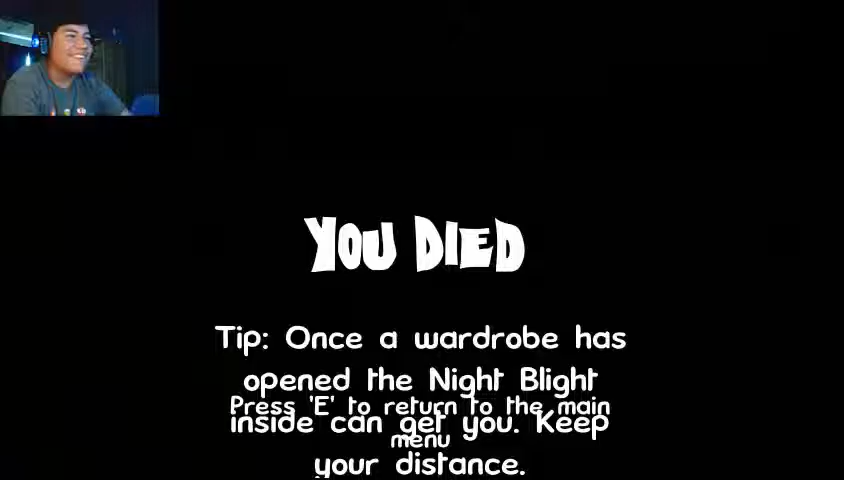 YOU DIED
Tip: Once a wardrobe has
opened the Night Blight
Press 'E' to return to the main
inside can get you. Keep
menu
your distance.